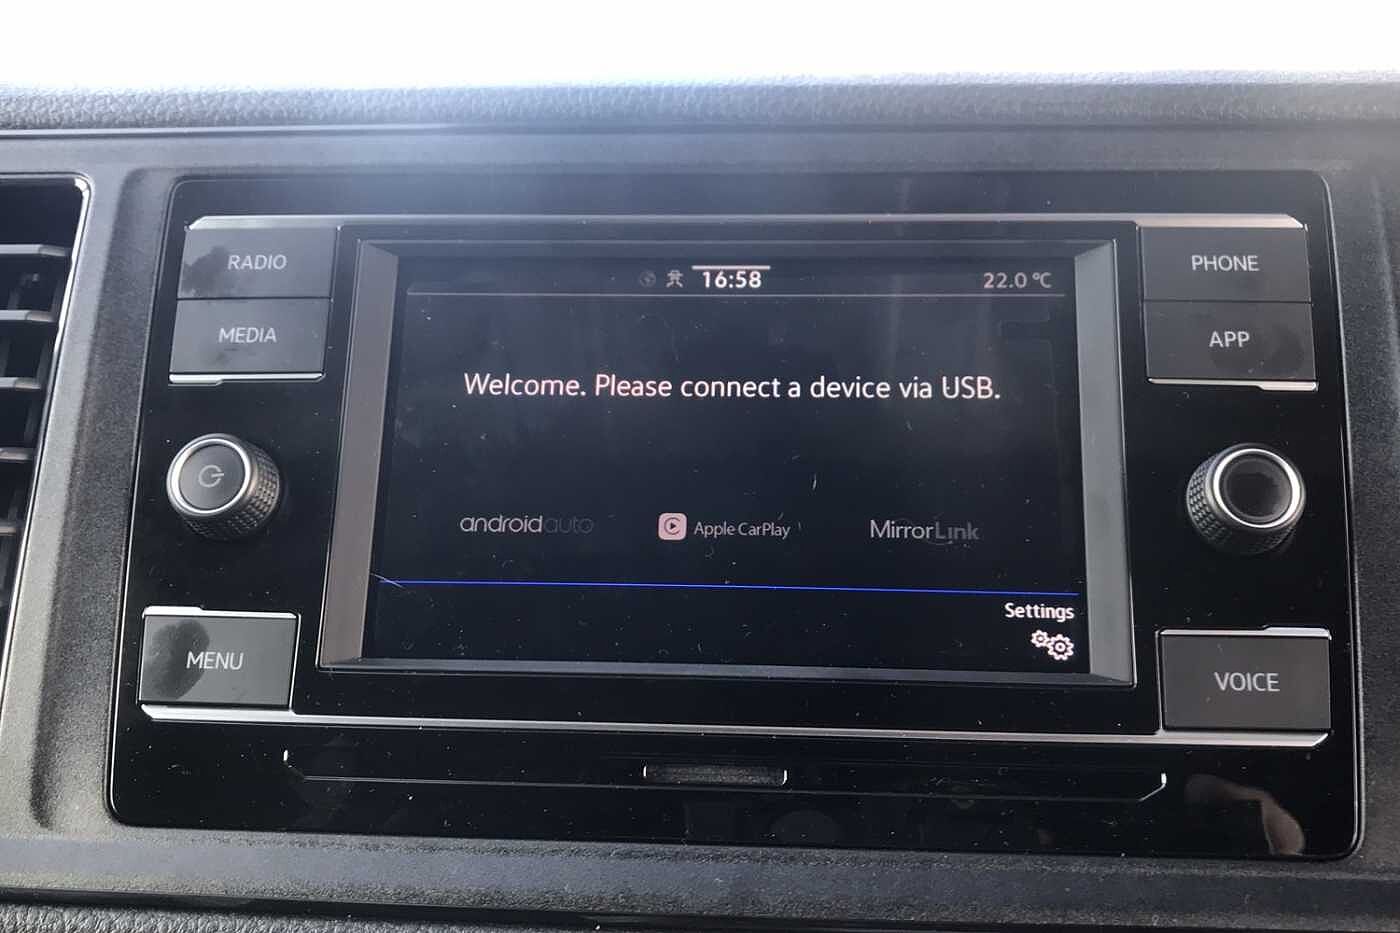 RADIO
MEDIA
16:58
22.0 °C
PHONE
APP
Welcome. Please connect a device via USB.
androidauto
Apple CarPlay
MirrorLink
Settings
MENU
VOICE